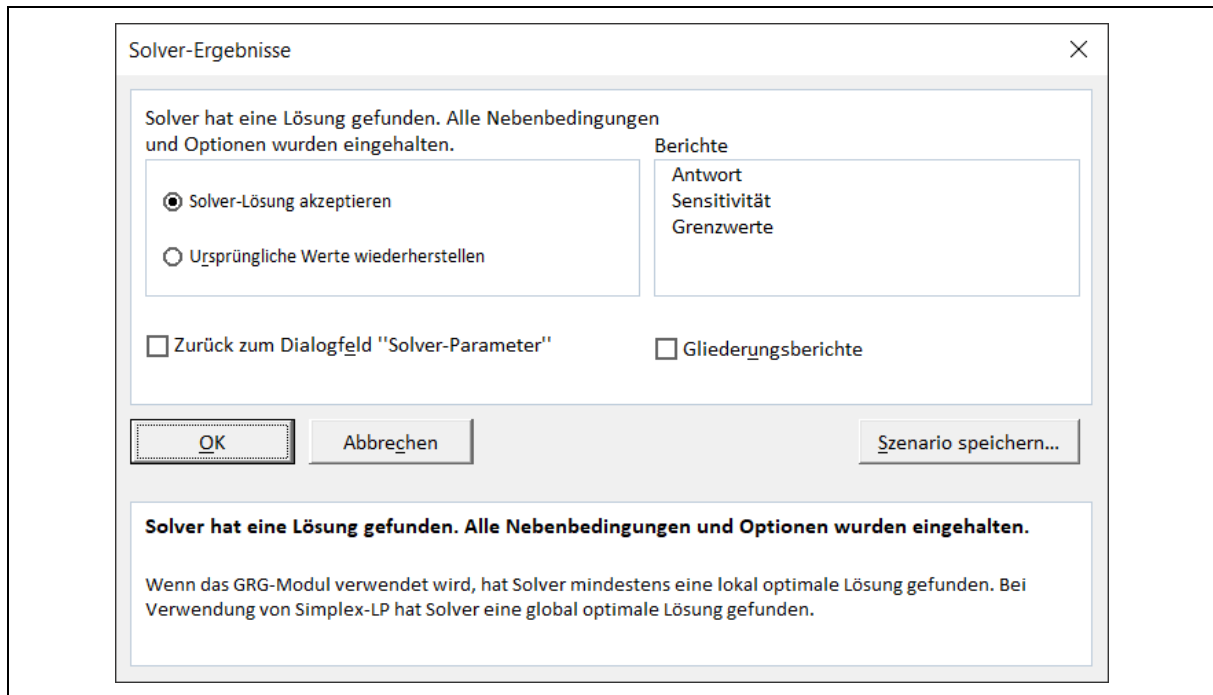 Solver-Ergebnisse
Solver hat eine Lösung gefunden. Alle Nebenbedingungen
und Optionen wurden eingehalten.
Berichte
Solver-Lösung akzeptieren
Ursprüngliche Werte wiederherstellen
Antwort
Sensitivität
Grenzwerte
Zurück zum Dialogfeld ''Solver-Parameter''
Gliederungsberichte
OK
Abbrechen
Szenario speichern...
Solver hat eine Lösung gefunden. Alle Nebenbedingungen und Optionen wurden eingehalten.
Wenn das GRG-Modul verwendet wird, hat Solver mindestens eine lokal optimale Lösung gefunden. Bei
Verwendung von Simplex-LP hat Solver eine global optimale Lösung gefunden.